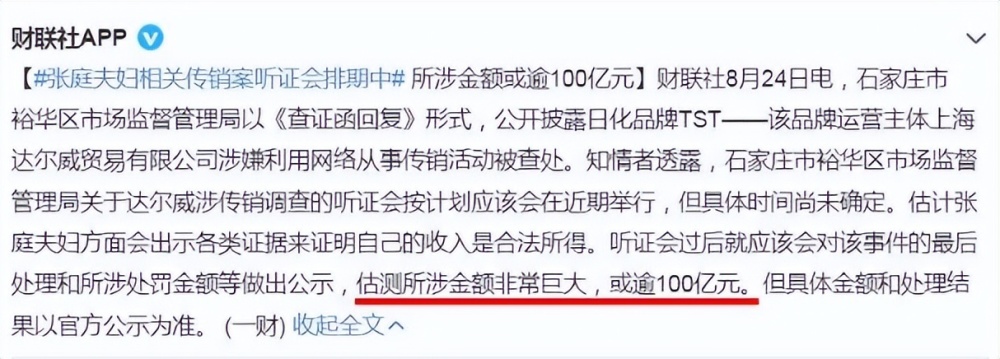 财联社APP
【#张庭夫妇相关传销案听证会排期中# 所涉金额或逾100亿元】财联社8月24日电，石家庄市
裕华区市场监督管理局以《查证函回复》形式，公开披露日化品牌TST——该品牌运营主体上海
达尔威贸易有限公司涉嫌利用网络从事传销活动被查处。知情者透露，石家庄市裕华区市场监督
管理局关于达尔威涉传销调查的听证会按计划应该会在近期举行，但具体时间尚未确定。估计张
庭夫妇方面会出示各类证据来证明自己的收入是合法所得。听证会过后就应该会对该事件的最后
处理和所涉处罚金额等做出公示，估测所涉金额非常巨大，或逾100亿元。但具体金额和处理结
果以官方公示为准。 (一财) 收起全文